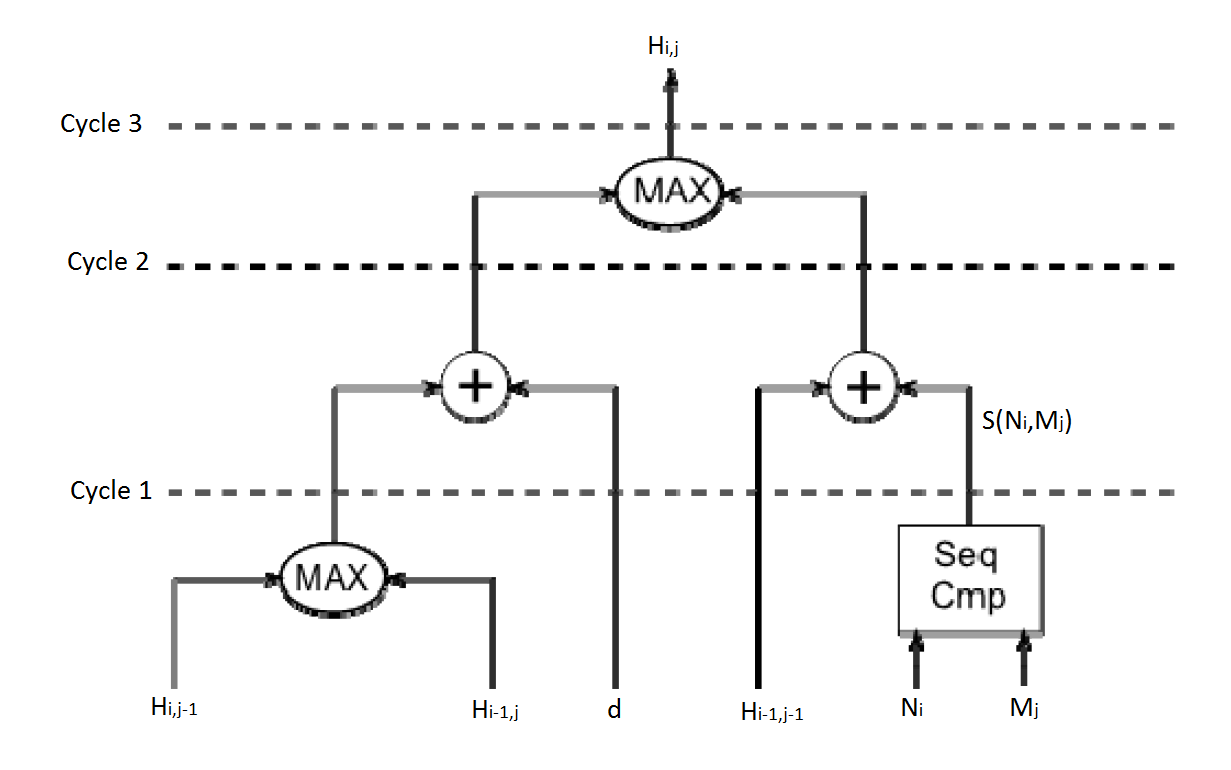 Hi,j
Cycle 3
MAX
Cycle 2
+
+
S(Ni,Mj)
Cycle 1
MAX
Seq
Cmp
Hi,j-1
Hi-1,j
d
Hi-1,j-1
Ni
Mj